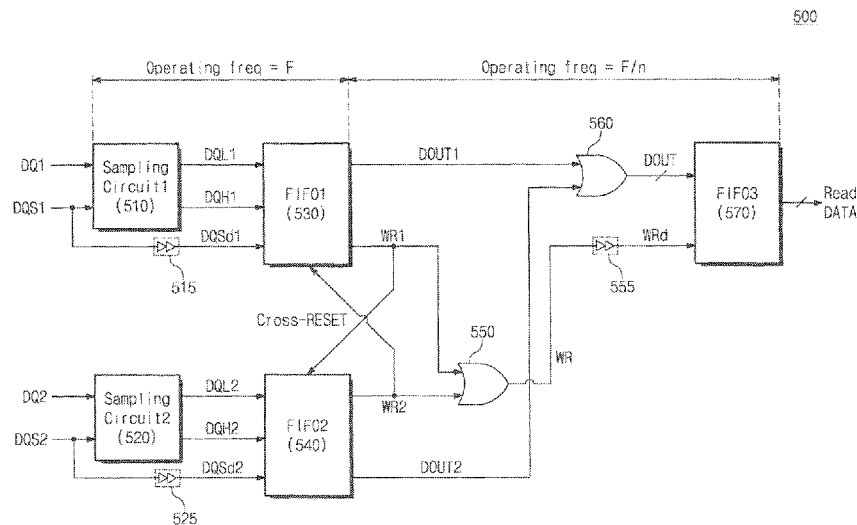 500
Operating freq = F
Operating freq = F/n
560
DQ1
Sampling
Circuit1
(510)
DQL1
DQH1
FIFO1
(530)
DOUT1
DOUT
FIFO3
(570)
Read
DATA
DQS1
DQSd1
515
WR1
WRd
555
Cross-RESET
550
WR
DQ2
Sampling
Circuit2
(520)
DQL2
DQH2
FIFO2
(540)
WR2
DQS2
DQSd2
525
DOUT2